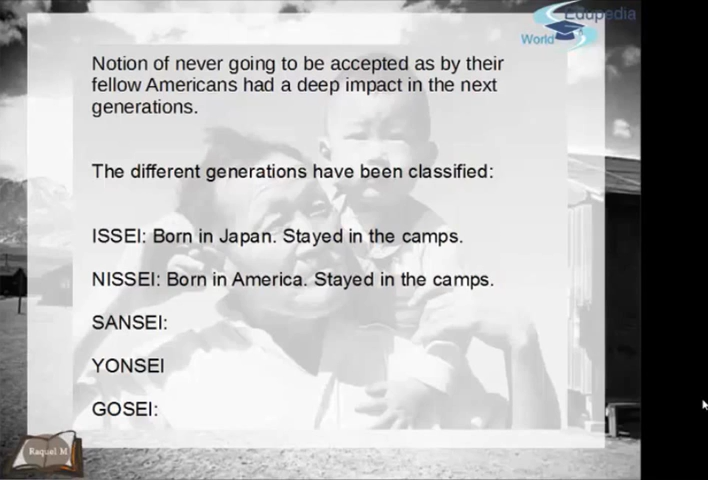 Edupedia
World
Notion of never going to be accepted as by their
fellow Americans had a deep impact in the next
generations.
The different generations have been classified:
ISSEI: Born in Japan. Stayed in the camps.
NISSEI: Born in America. Stayed in the camps.
SANSEI:
YONSEI
GOSEI:
Raquel M